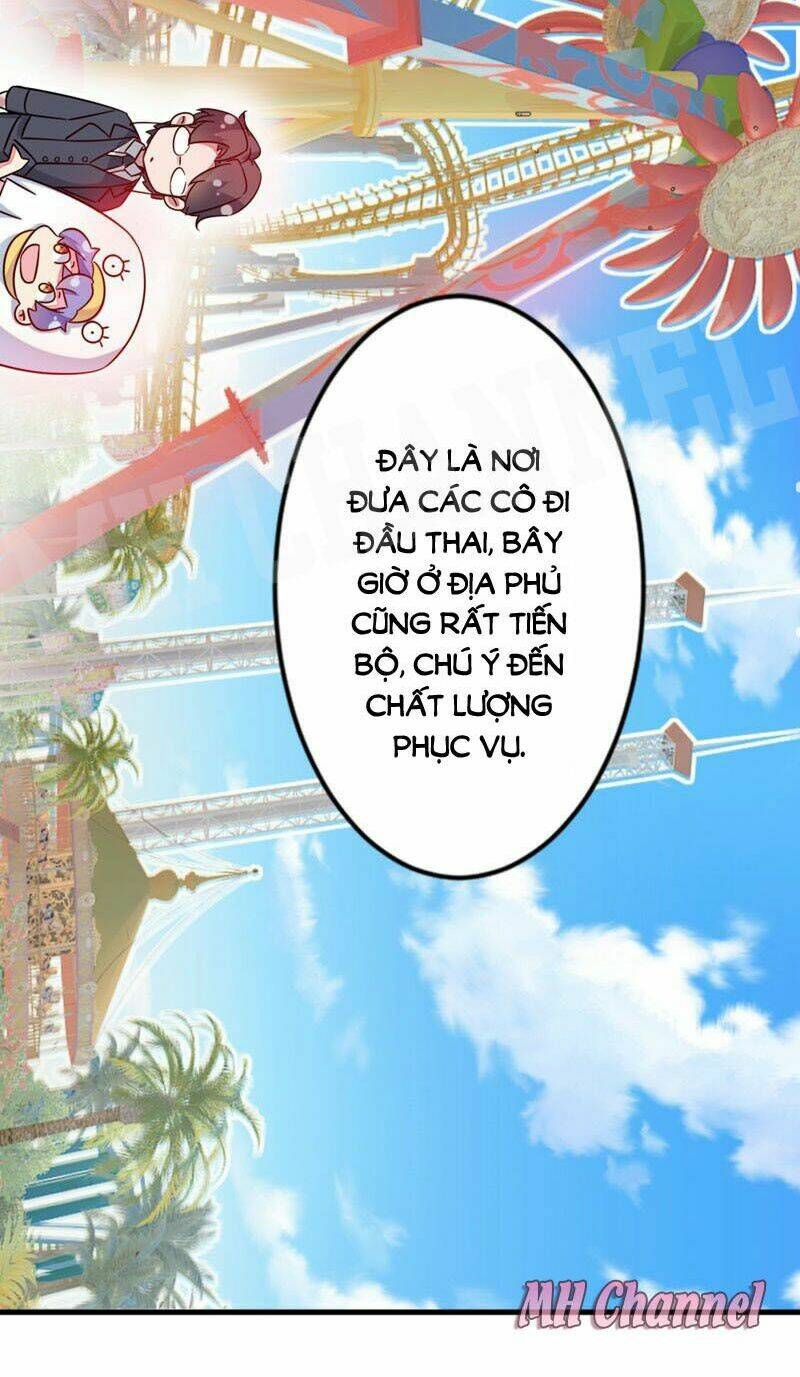 ĐÂY LÀ NƠI
ĐƯA CÁC CÔ ĐI
ĐẦU THAI, BÂY
GIỜ Ở ĐỊA PHỦ
CŨNG RẤT TIẾN
BỘ, CHÚ Ý ĐẾN
CHẤT LƯỢNG
PHỤC VỤ.
MH Channel